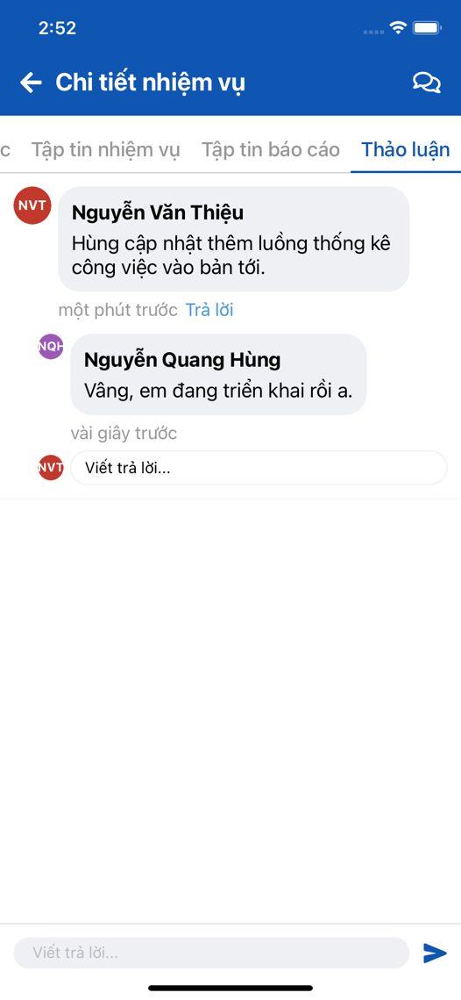 2:52
Chi tiết nhiệm vụ
c Tập tin nhiệm vụ Tập tin báo cáo Thảo luận
NVT
Nguyễn Văn Thiệu
Hùng cập nhật thêm luồng thống kê
công việc vào bản tới.
một phút trước Trả lời
NQH
Nguyễn Quang Hùng
Vâng, em đang triển khai rồi a.
vài giây trước
NVT
Viết trả lời...
Viết trả lời...